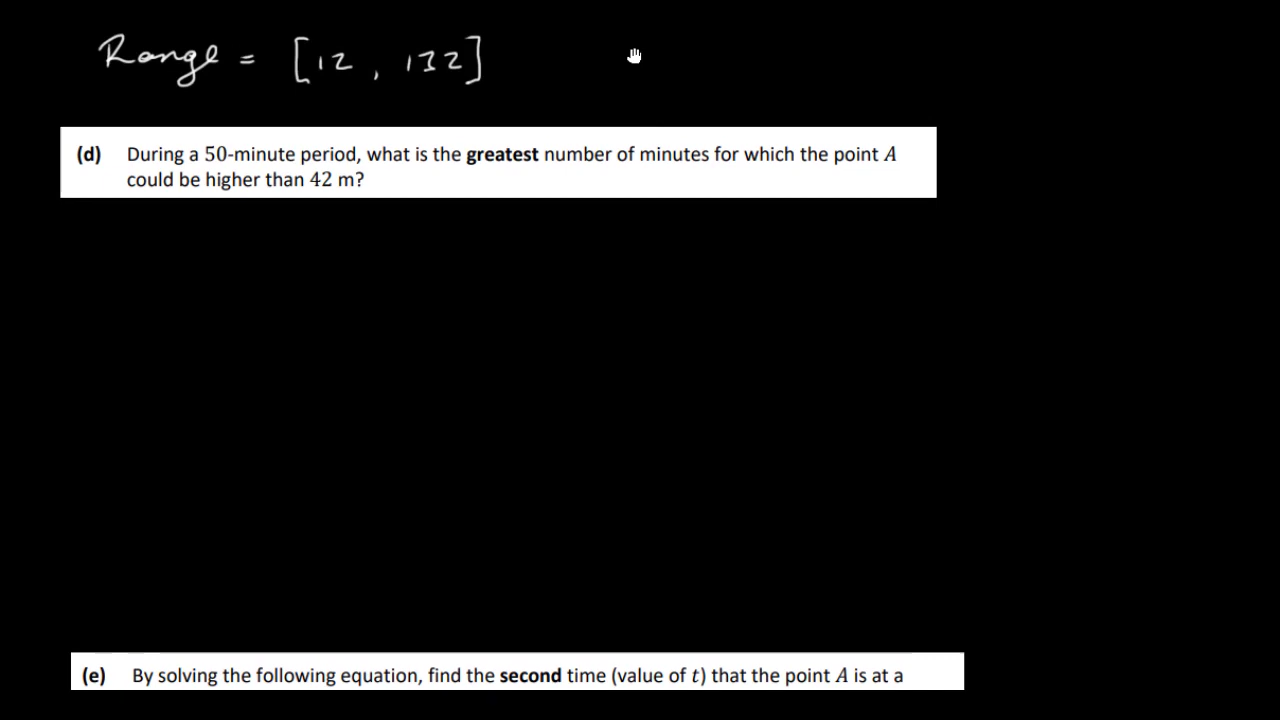 Range = [12, 132]
(d) During a 50-minute period, what is the greatest number of minutes for which the point A
could be higher than 42 m?
(e) By solving the following equation, find the second time (value of t) that the point A is at a